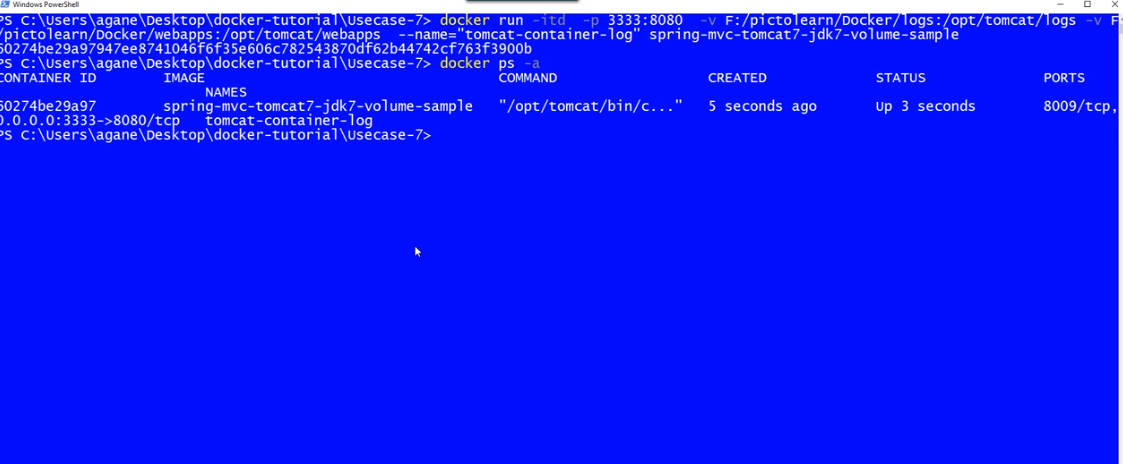 Windows PowerShell
PS C:\Users\agane\Desktop\docker-tutorial\Usecase-7> docker run -itd -p 3333:8080 -v F:/pictolearn/Docker/logs:/opt/tomcat/logs -v F
/pictolearn/Docker/webapps:/opt/tomcat/webapps --name="tomcat-container-log" spring-mvc-tomcat7-jdk7-volume-sample
60274be29a97947ee8741046f6f35e606c782543870df62b44742cf763f3900b
PS C:\Users\agane\Desktop\docker-tutorial\Usecase-7> docker ps -a
CONTAINER ID IMAGE COMMAND CREATED STATUS PORTS
NAMES
60274be29a97 spring-mvc-tomcat7-jdk7-volume-sample "/opt/tomcat/bin/c..." 5 seconds ago Up 3 seconds 8009/tcp,
0.0.0.0:3333->8080/tcp tomcat-container-log
PS C:\Users\agane\Desktop\docker-tutorial\Usecase-7>